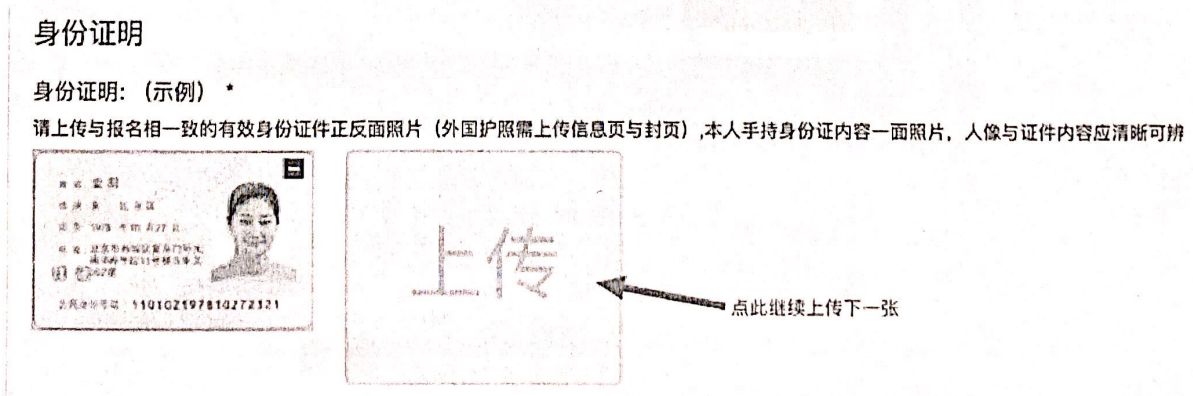 身份证明
身份证明:（示例） *
请上传与报名相一致的有效身份证件正反面照片（外国护照需上传信息页与封页）,本人手持身份证内容一面照片，人像与证件内容应清晰可辨
上传
点此继续上传下一张